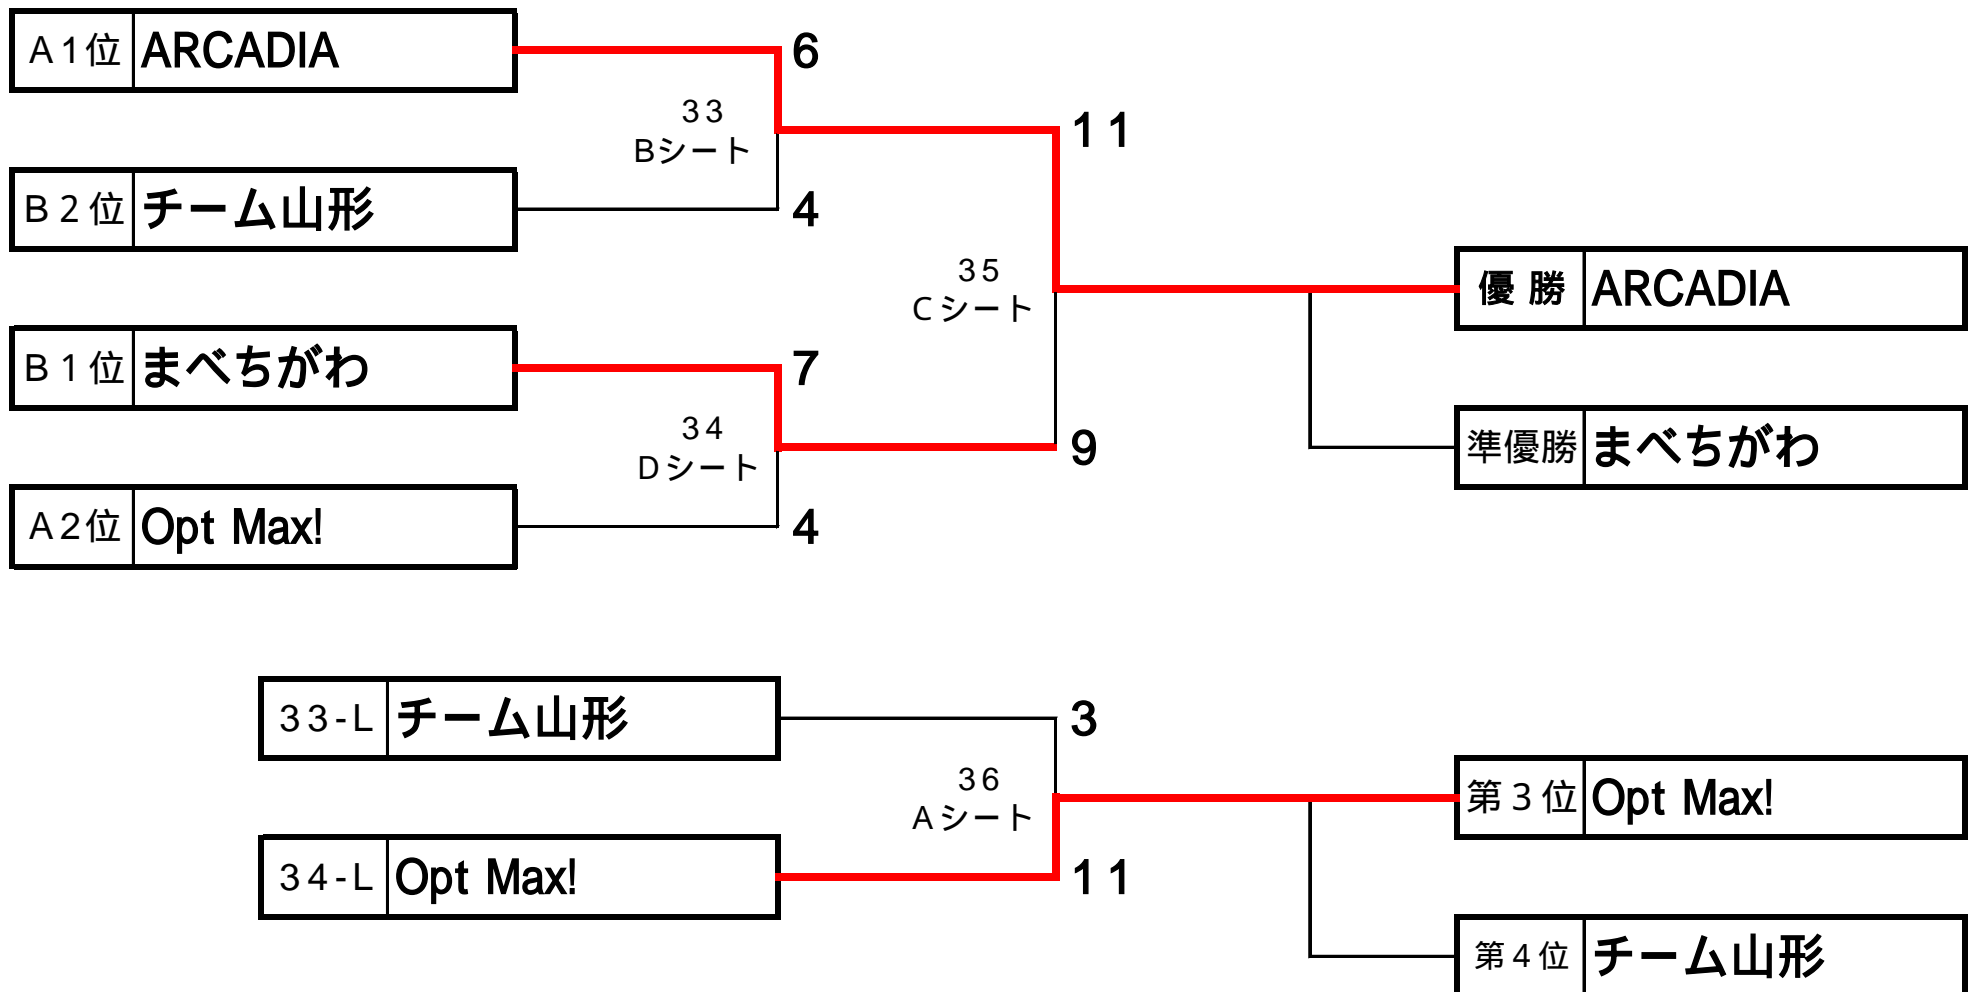 A1位 ARCADIA 6
33
Bシート
11
B2位 チーム山形 4
35
Cシート
優 勝 ARCADIA
B1位 まべちがわ 7
34
Dシート
9
準優勝 まべちがわ
A2位 Opt Max! 4
33-L チーム山形 3
36
Aシート
第3位 Opt Max!
34-L Opt Max! 11
第4位 チーム山形